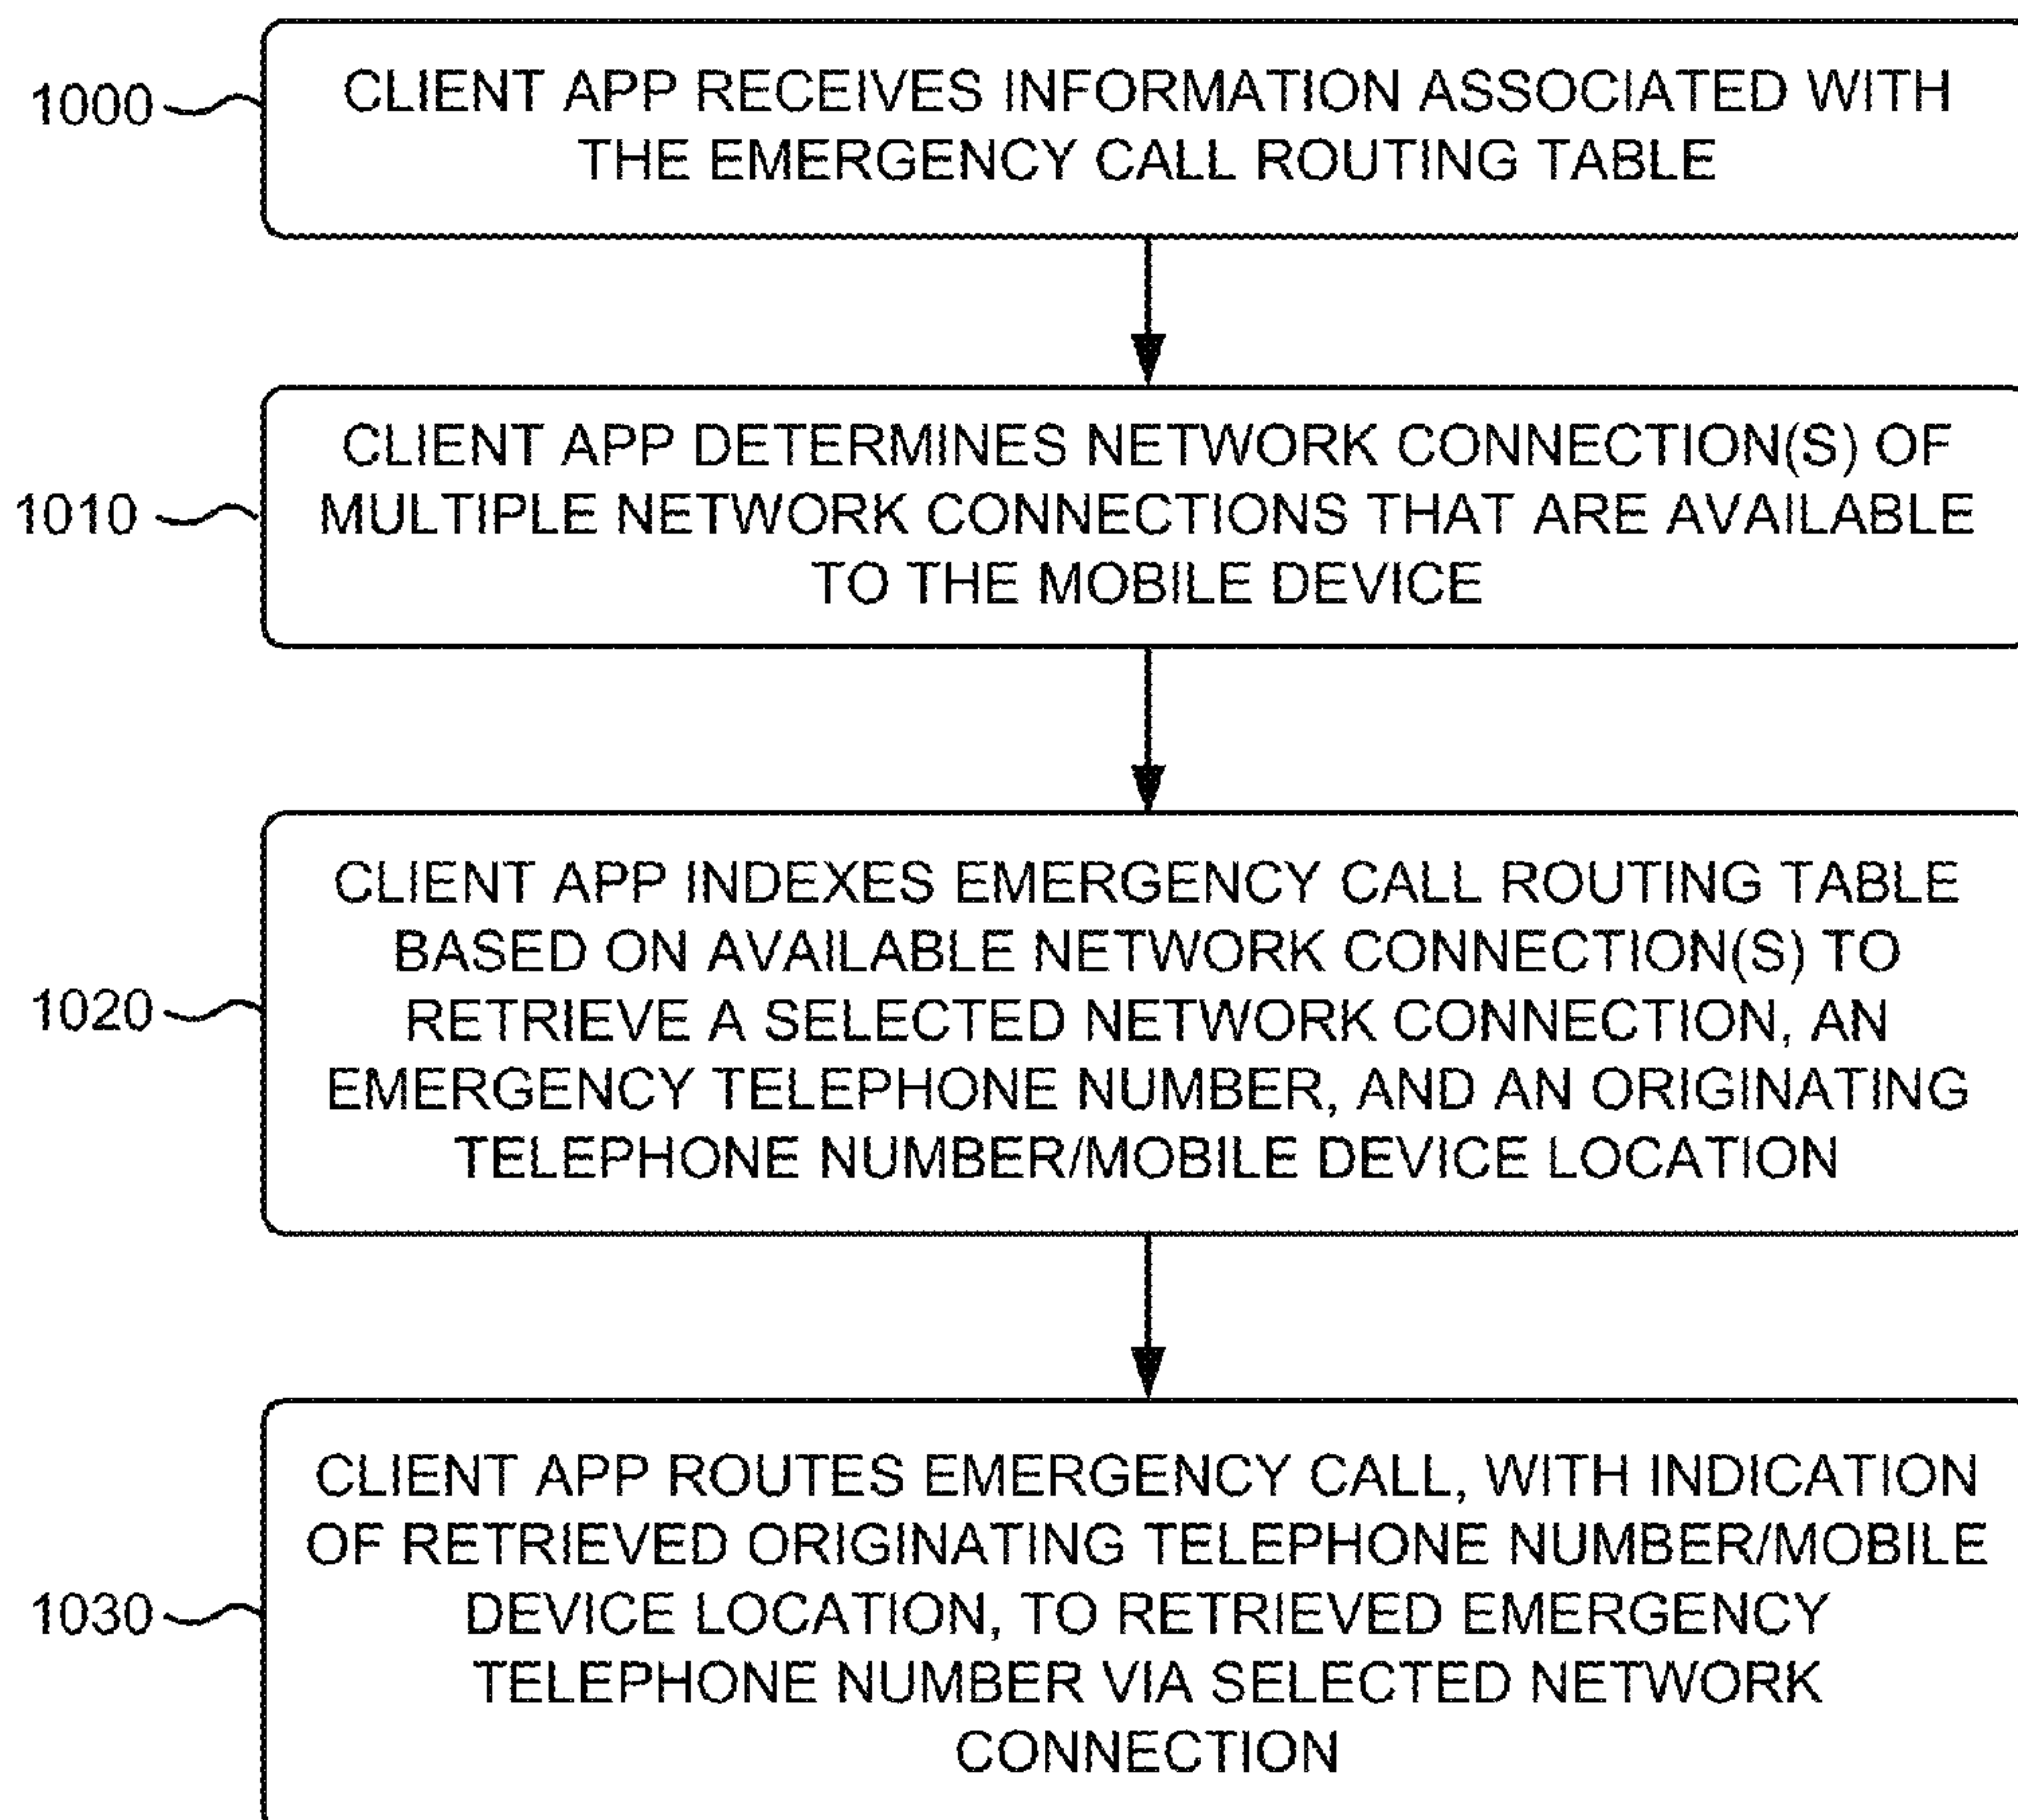 CLIENT APP RECEIVES INFORMATION ASSOCIATED WITH
1000
THE EMERGENCY CALL ROUTING TABLE
CLIENT APP DETERMINES NETWORK CONNECTION(S) OF
1010
MULTIPLE NETWORK CONNECTIONS THAT ARE AVAILABLE
TO THE MOBILE DEVICE
CLIENT APP INDEXES EMERGENCY CALL ROUTING TABLE
BASED ON AVAILABLE NETWORK CONNECTION(S) TO
1020
RETRIEVE A SELECTED NETWORK CONNECTION, AN
EMERGENCY TELEPHONE NUMBER, AND AN ORIGINATING
TELEPHONE NUMBER/MOBILE DEVICE LOCATION
CLIENT APP ROUTES EMERGENCY CALL, WITH INDICATION
OF RETRIEVED ORIGINATING TELEPHONE NUMBER/MOBILE
1030
DEVICE LOCATION, TO RETRIEVED EMERGENCY
TELEPHONE NUMBER VIA SELECTED NETWORK
CONNECTION